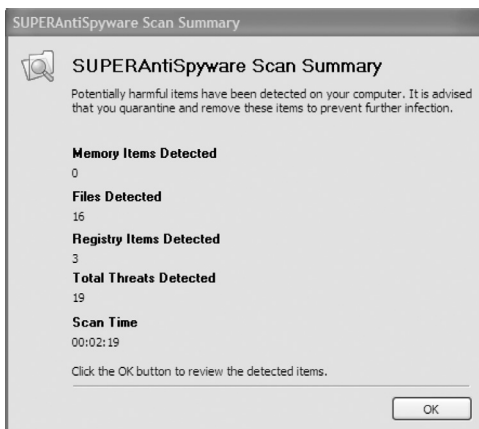 SUPERAntiSpyware Scan Summary
SUPERAntiSpyware Scan Summary
Potentially harmful items have been detected on your computer. It is advised
that you quarantine and remove these items to prevent further infection.
Memory Items Detected
0
Files Detected
16
Registry Items Detected
3
Total Threats Detected
19
Scan Time
00:02:19
Click the OK button to review the detected items.
OK